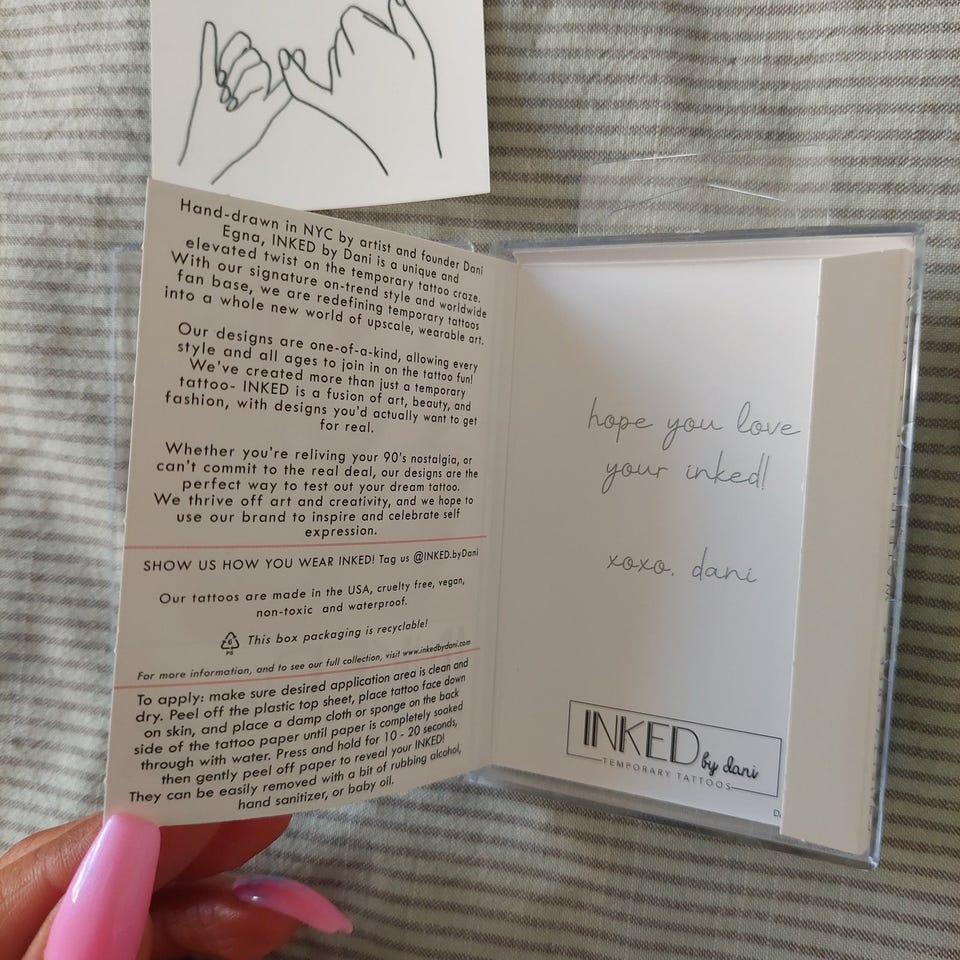 Hand-drawn in NYC by artist and founder Dani
Egna, INKED by Dani is a unique and
elevated twist on the temporary tattoo craze.
With our signature on-trend style and worldwide
fan base, we are redefining temporary tattoos
into a whole new world of upscale, wearable art.
Our designs are one-of-a-kind, allowing every
style and all ages to join in on the tattoo fun!
We've created more than just a temporary
tattoo- INKED is a fusion of art, beauty, and
fashion, with designs you'd actually want to get
for real.
Whether you're reliving your 90's nostalgia, or
can't commit to the real deal, our designs are the
perfect way to test out your dream tattoo.
We thrive off art and creativity, and we hope to
use our brand to inspire and celebrate self
expression.
SHOW US HOW YOU WEAR INKED! Tag us @INKED.byDani
Our tattoos are made in the USA, cruelty free, vegan,
non-toxic and waterproof.
6
PS
This box packaging is recyclable!
For more information, and to see our full collection, visit www.inkedbydani.com
To apply: make sure desired application area is clean and
dry. Peel off the plastic top sheet, place tattoo face down
on skin, and place a damp cloth or sponge on the back
side of the tattoo paper until paper is completely soaked
through with water. Press and hold for 10 - 20 seconds,
then gently peel off paper to reveal your INKED!
They can be easily removed with a bit of rubbing alcohol,
hand sanitizer, or baby oil.
hope you love
your inked!
xoxo. dani
INKED by dani
TEMPORARY TATTOOS